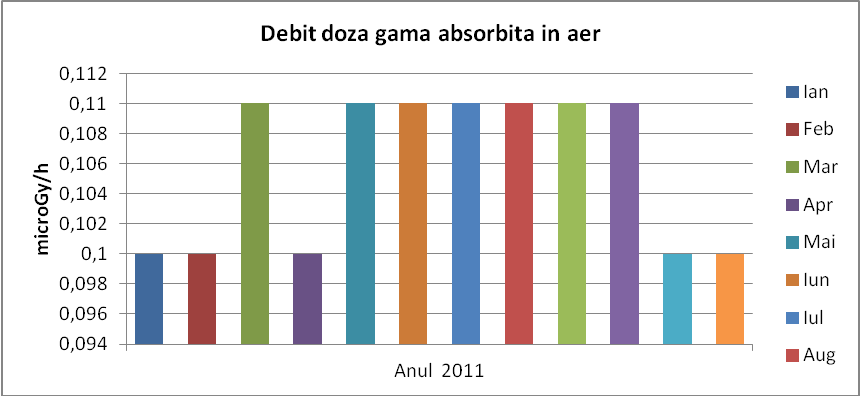 Debit doza gama absorbita in aer
microGy/h
0,112
0,11
0,108
0,106
0,104
0,102
0,1
0,098
0,096
0,094
Anul 2011
Ian
Feb
Mar
Apr
Mai
Iun
Iul
Aug